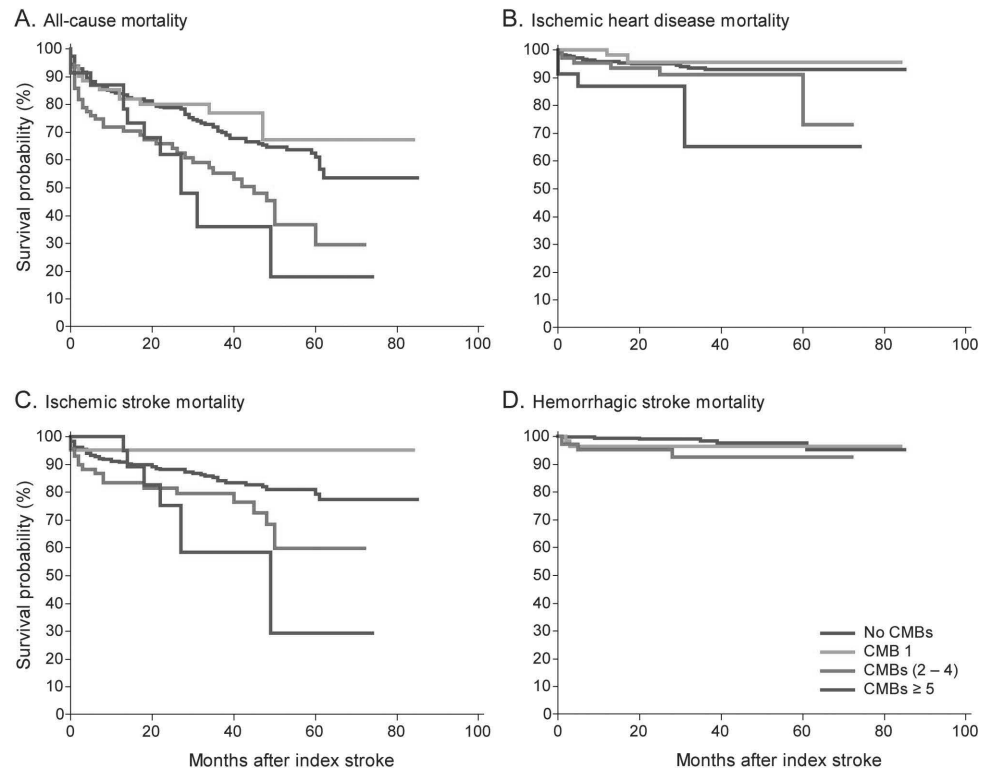 A. All-cause mortality
Survival probability (%)
100
90
80
70
60
50
40
30
20
10
0
0 20 40 60 80 100
B. Ischemic heart disease mortality
100
90
80
70
60
50
40
30
20
10
0
0 20 40 60 80 100
C. Ischemic stroke mortality
Survival probability (%)
100
90
80
70
60
50
40
30
20
10
0
0 20 40 60 80 100
Months after index stroke
D. Hemorrhagic stroke mortality
100
90
80
70
60
50
40
30
20
10
0
No CMBs
CMB 1
CMBs (2 – 4)
CMBs ≥ 5
0 20 40 60 80 100
Months after index stroke